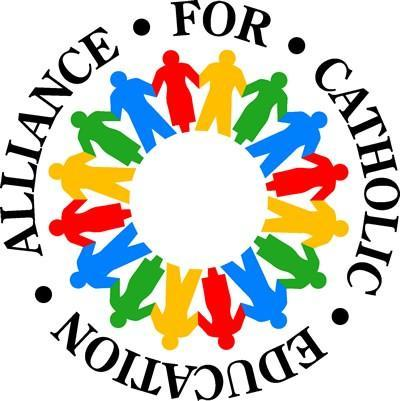 ALLIANCE • FOR • CATHOLIC • EDUCATION •